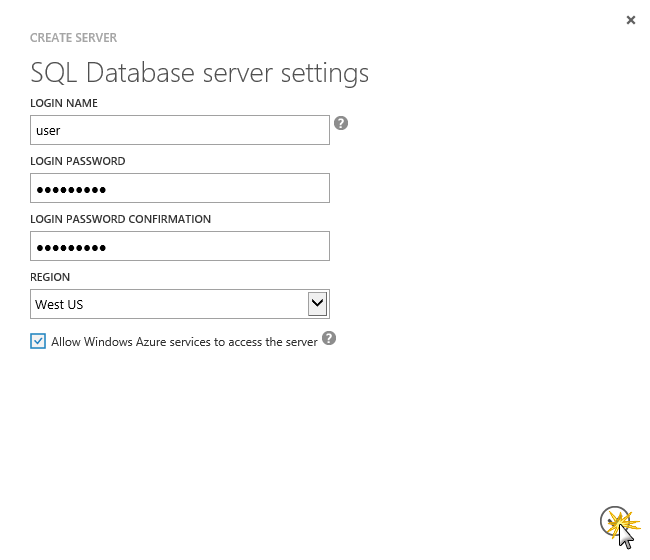 CREATE SERVER
SQL Database server settings
LOGIN NAME
user
?
LOGIN PASSWORD
●●●●●●●●●
LOGIN PASSWORD CONFIRMATION
●●●●●●●●●
REGION
West US
Allow Windows Azure services to access the server ?